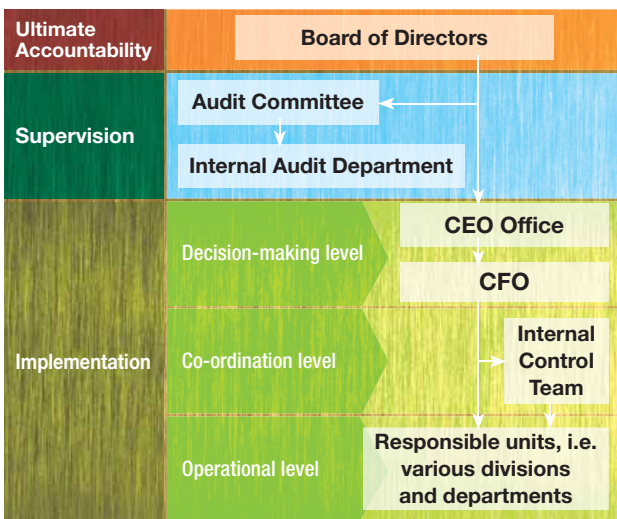 Ultimate
Accountability
Board of Directors
Supervision
Audit Committee
Internal Audit Department
Implementation
Decision-making level
CEO Office
CFO
Co-ordination level
Internal
Control
Team
Operational level
Responsible units, i.e.
various divisions
and departments